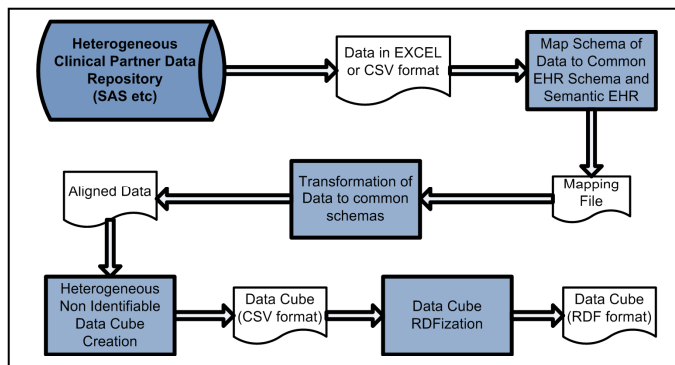 Heterogeneous
Clinical Partner Data
Repository
(SAS etc)
Data in EXCEL
or CSV format
Map Schema of
Data to Common
EHR Schema and
Semantic EHR
Aligned Data
Transformation of
Data to common
schemas
Mapping
File
Heterogeneous
Non Identifiable
Data Cube
Creation
Data Cube
(CSV format)
Data Cube
RDFization
Data Cube
(RDF format)